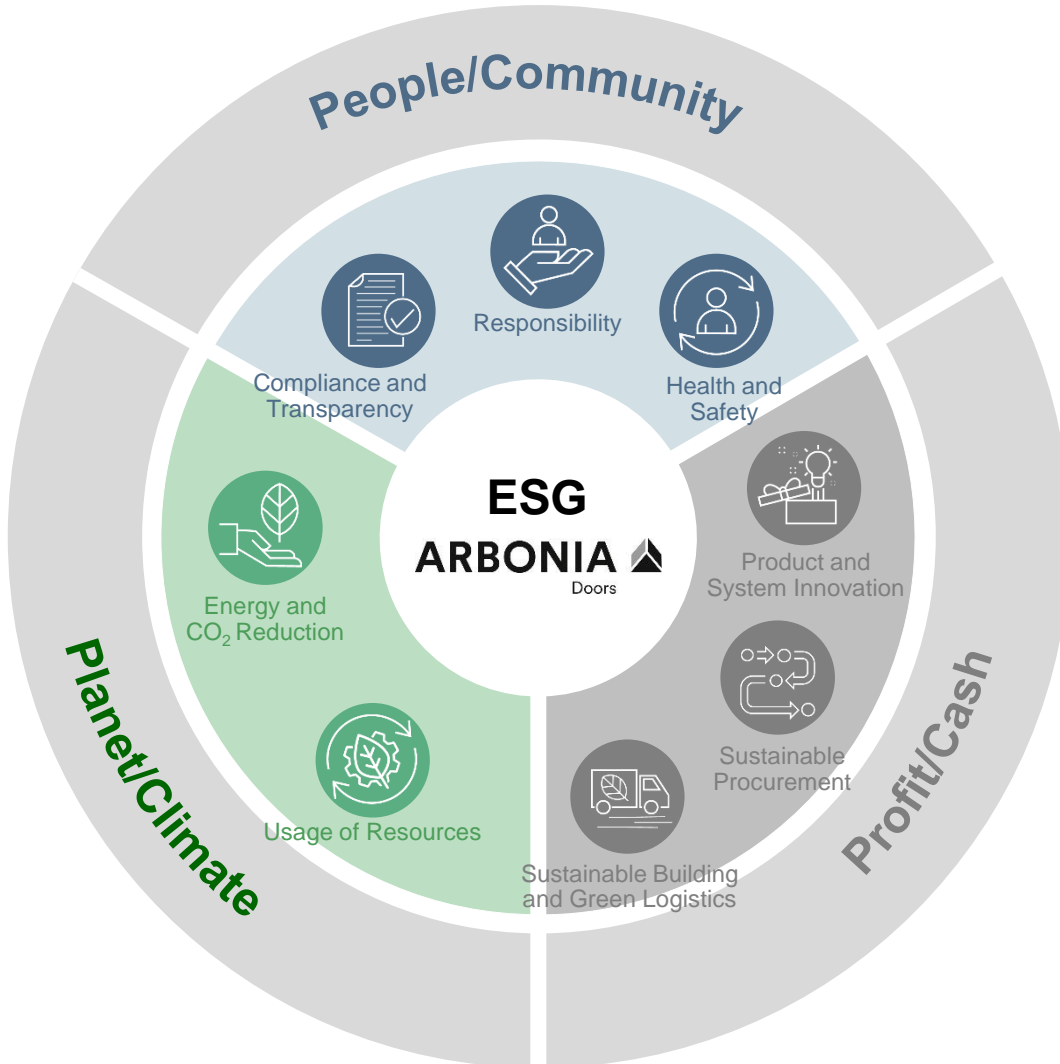 People/Community
Responsibility
Compliance and
Transparency
Health and
Safety
ESG
ARBONIA
Doors
Energy and
CO₂ Reduction
Usage of Resources
Planet/Climate
Product and
System Innovation
Sustainable
Procurement
Sustainable Building
and Green Logistics
Profit/Cash